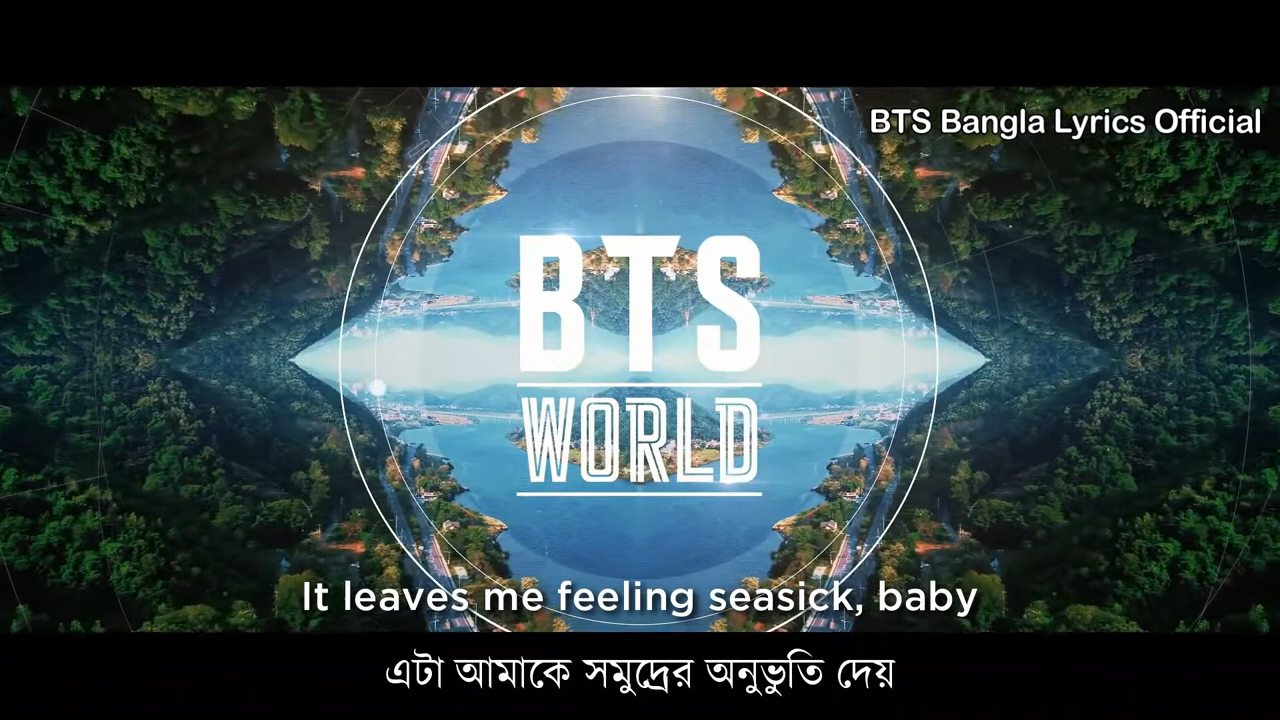 BTS Bangla Lyrics Official
BTS
WORLD
It leaves me feeling seasick, baby
এটা আমাকে সমুদ্রের অনুভুতি দেয়